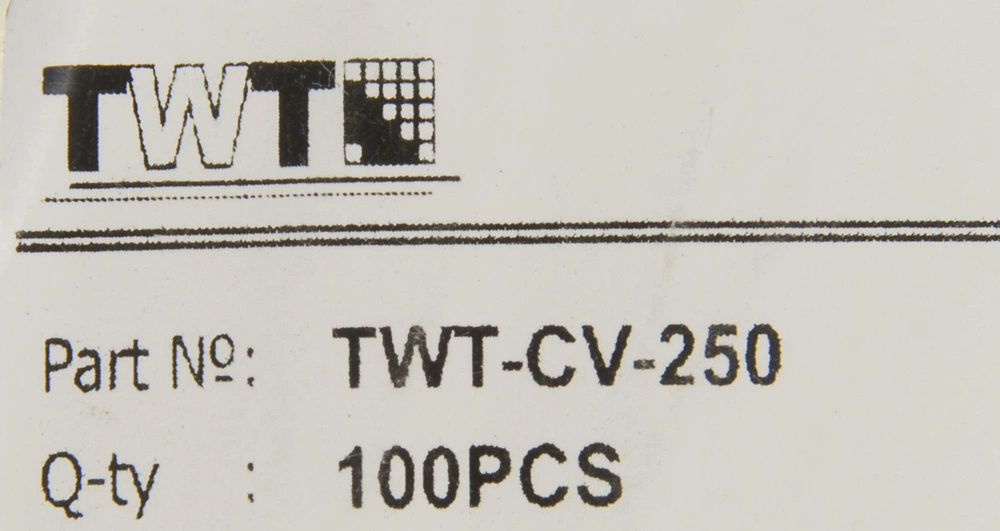 TWT
Part Nº: TWT-CV-250
Q-ty : 100PCS